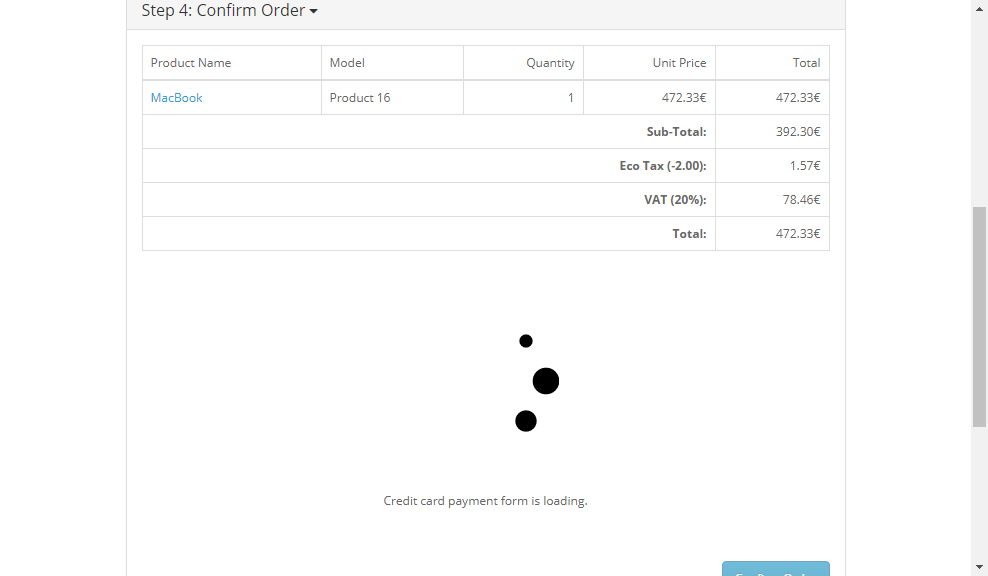 Step 4: Confirm Order
Product Name Model Quantity Unit Price Total
MacBook Product 16 1 472.33€ 472.33€
Sub-Total: 392.30€
Eco Tax (-2.00): 1.57€
VAT (20%): 78.46€
Total: 472.33€
Credit card payment form is loading.